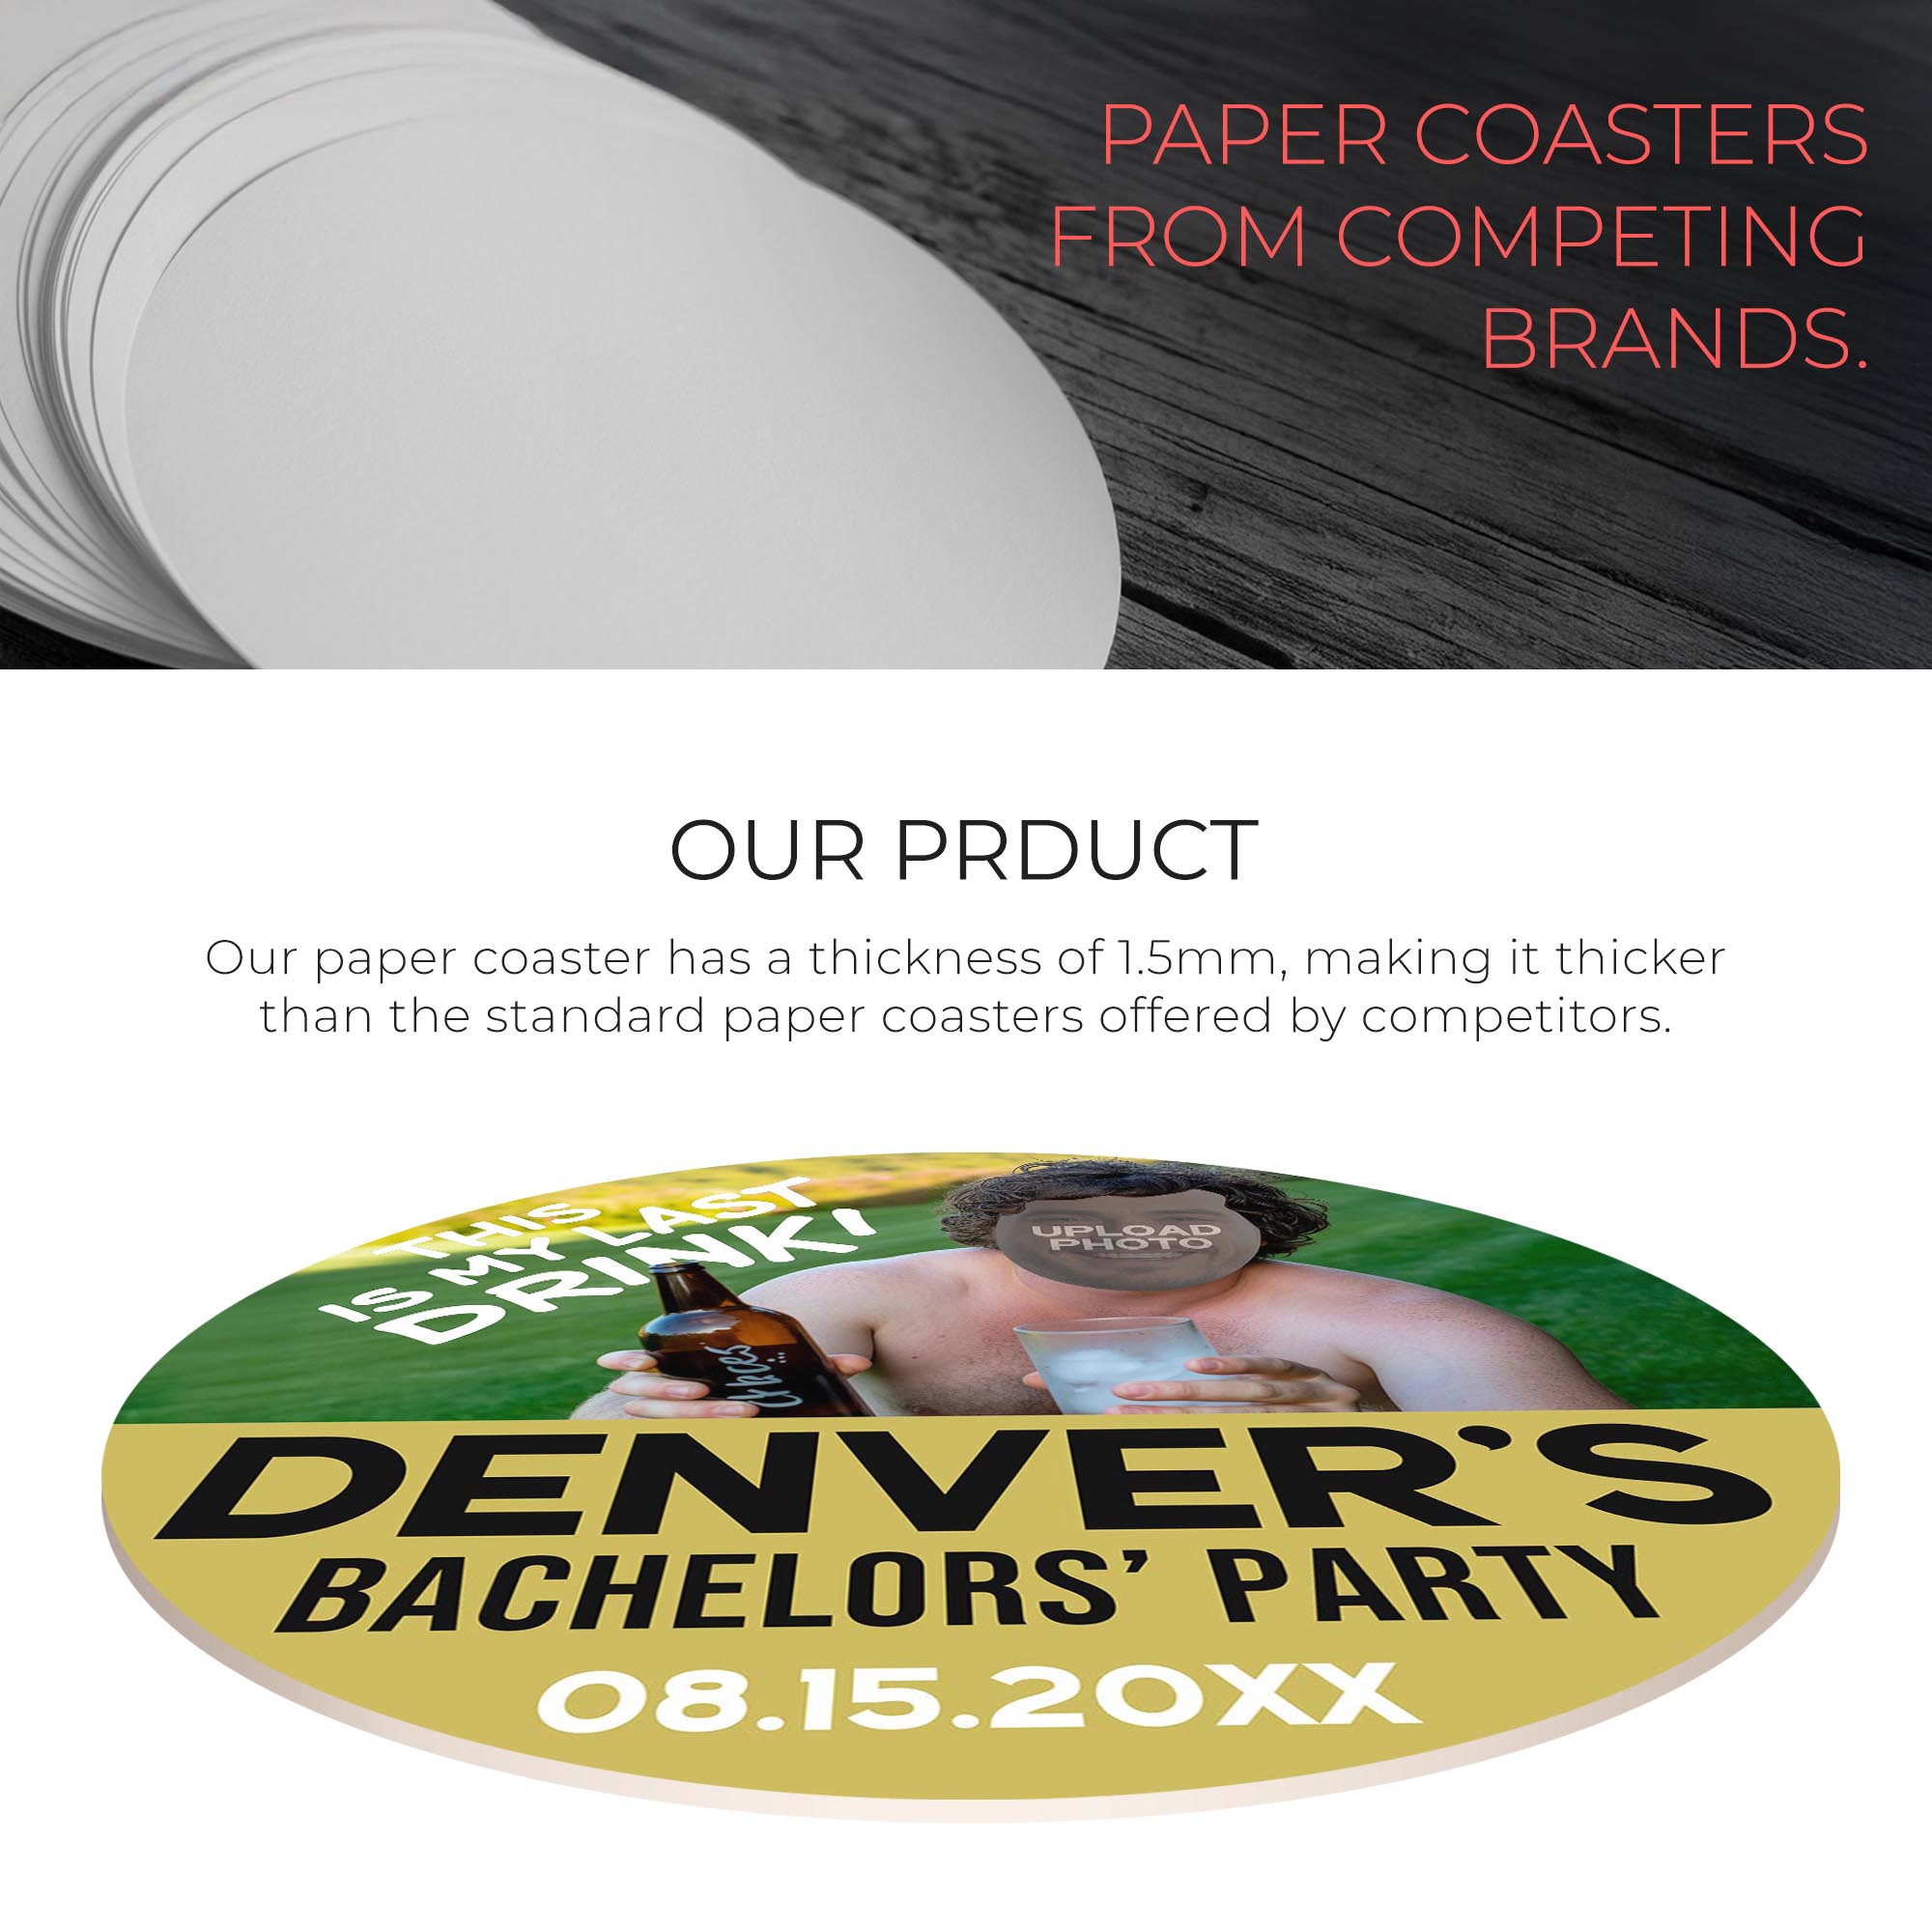 PAPER COASTERS
FROM COMPETING
BRANDS.
OUR PRDUCT
Our paper coaster has a thickness of 1.5mm, making it thicker
than the standard paper coasters offered by competitors.
THIS
IS MY LAST
DRINK!
UPLOAD
PHOTO
Cheers
DENVER'S
BACHELORS' PARTY
08.15.20XX